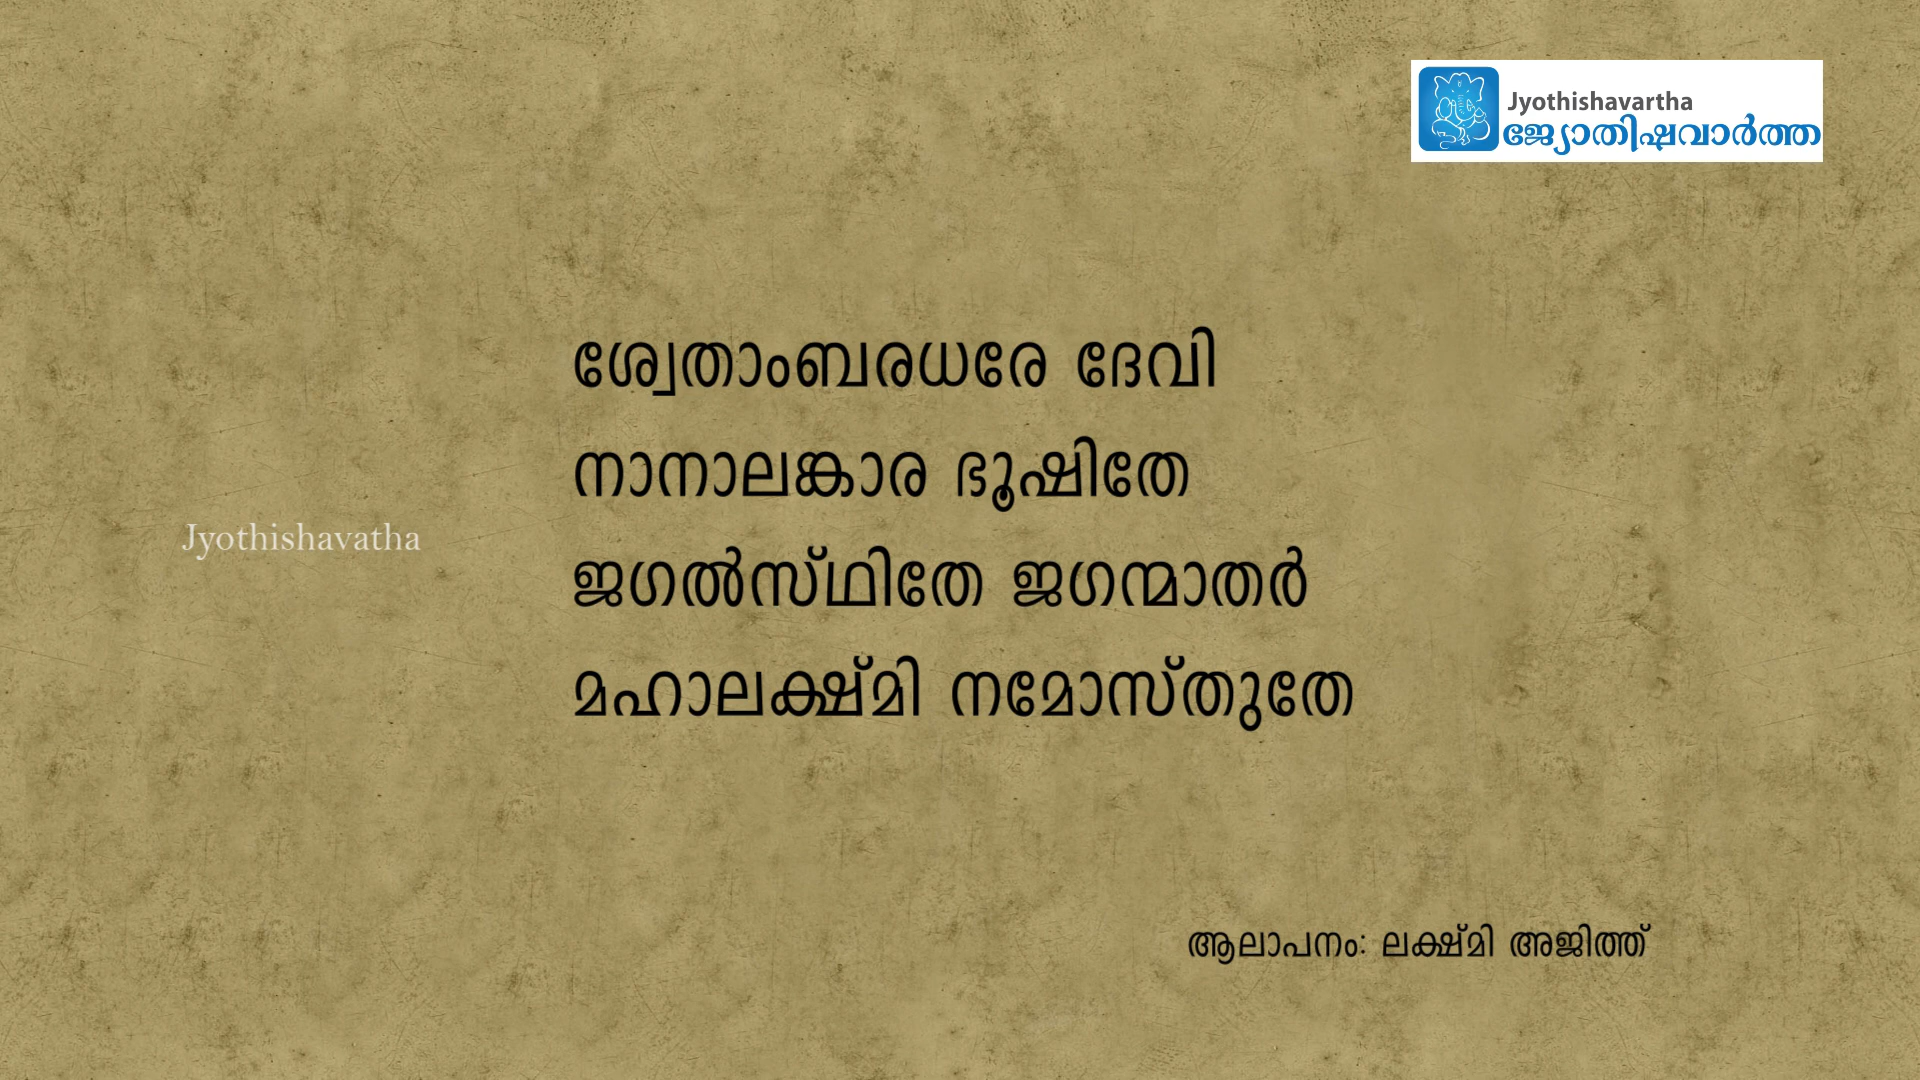 Jyothishavartha
ജ്യോതിഷവാർത്ത
ശ്വേതാംബരധരേ ദേവി
നാനാലങ്കാര ഭൂഷിതേ
ജഗൽസ്ഥിതേ ജഗന്മാതർ
മഹാലക്ഷ്മി നമോസ്തുതേ
Jyothishavatha
ആലാപനം: ലക്ഷ്മി അജിത്ത്